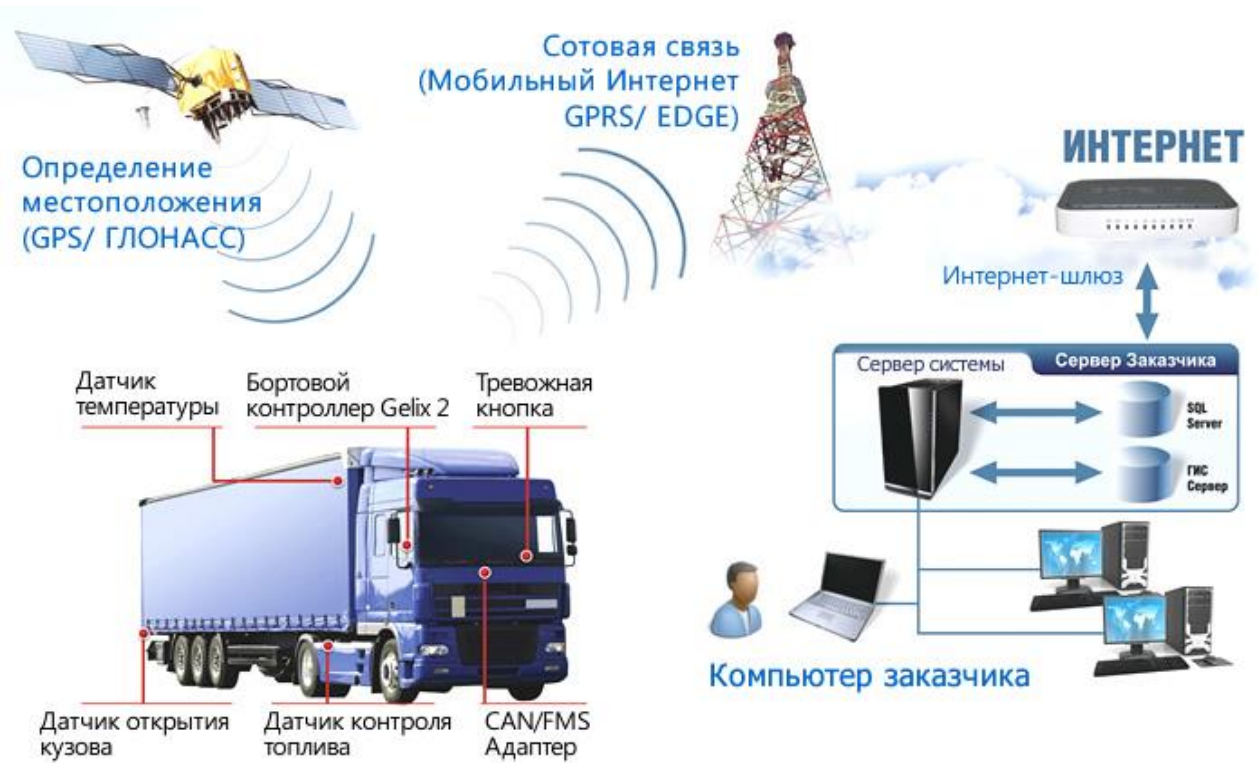 Сотовая связь
(Мобильный Интернет
GPRS/ EDGE)
Определение
местоположения
(GPS/ ГЛОНАСС)
ИНТЕРНЕТ
Интернет-шлюз
Сервер системы
Сервер Заказчика
SQL
Server
ГИС
Сервер
Датчик
температуры
Бортовой
контроллер Gelix 2
Тревожная
кнопка
Компьютер заказчика
Датчик открытия
кузова
Датчик контроля
топлива
CAN/FMS
Адаптер